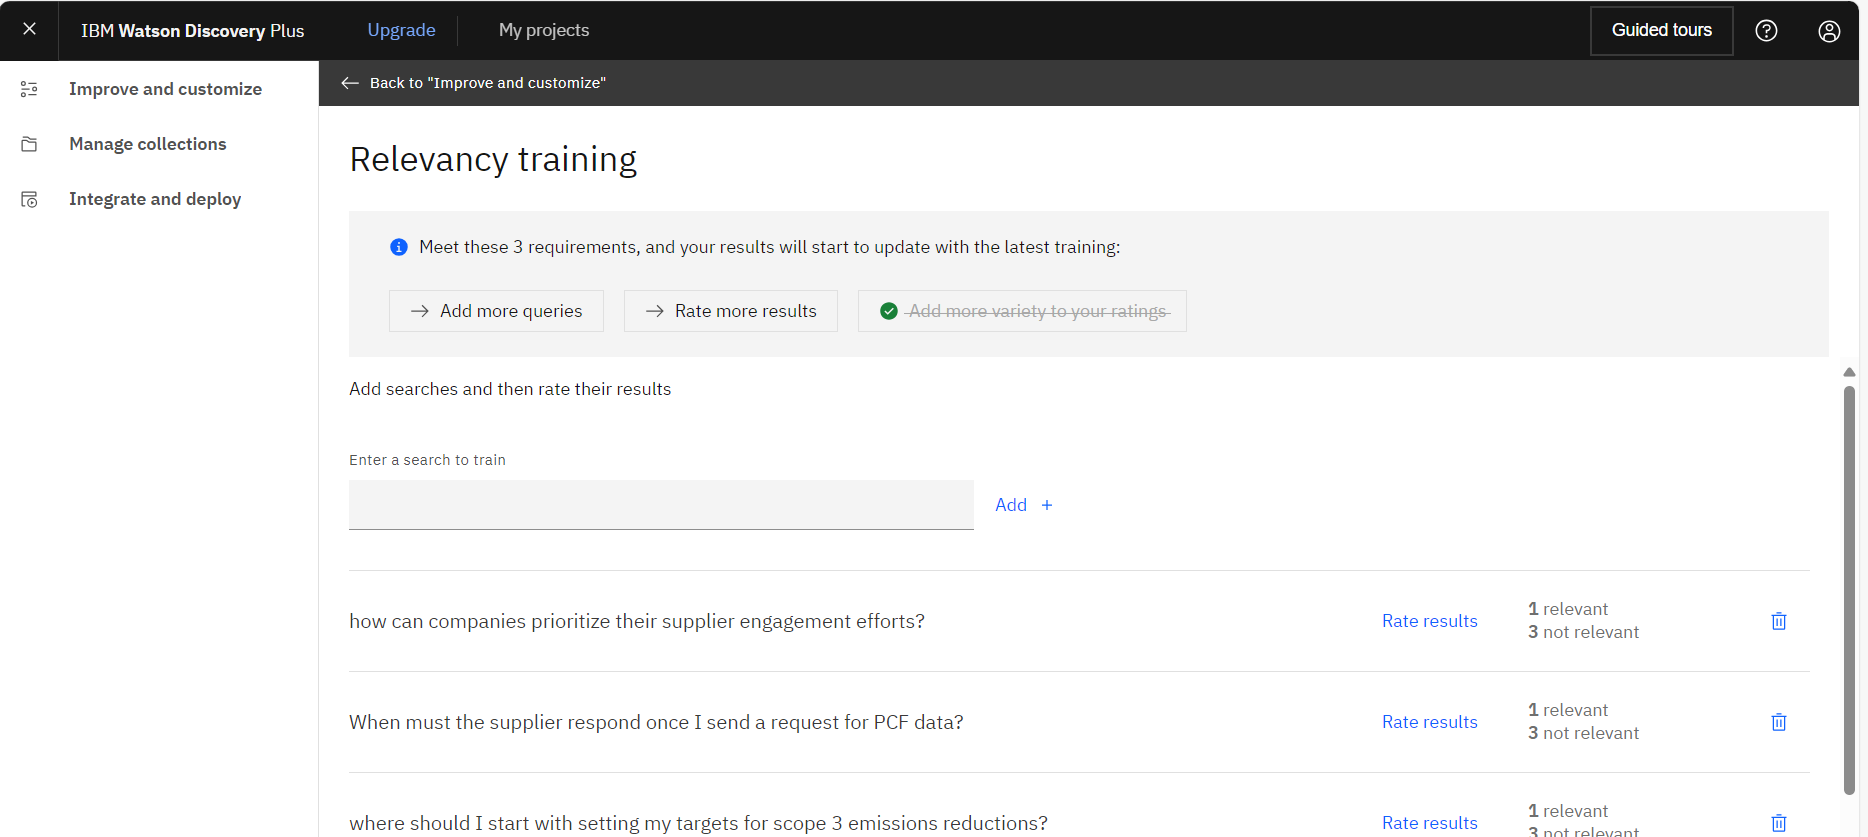 IBM Watson Discovery Plus
Upgrade
My projects
Guided tours
Improve and customize
Manage collections
Integrate and deploy
Back to "Improve and customize"
Relevancy training
Meet these 3 requirements, and your results will start to update with the latest training:
Add more queries
Rate more results
Add more variety to your ratings
Add searches and then rate their results
Enter a search to train
Add +
how can companies prioritize their supplier engagement efforts?
Rate results
1 relevant
3 not relevant
When must the supplier respond once I send a request for PCF data?
Rate results
1 relevant
3 not relevant
where should I start with setting my targets for scope 3 emissions reductions?
Rate results
1 relevant
3 not relevant